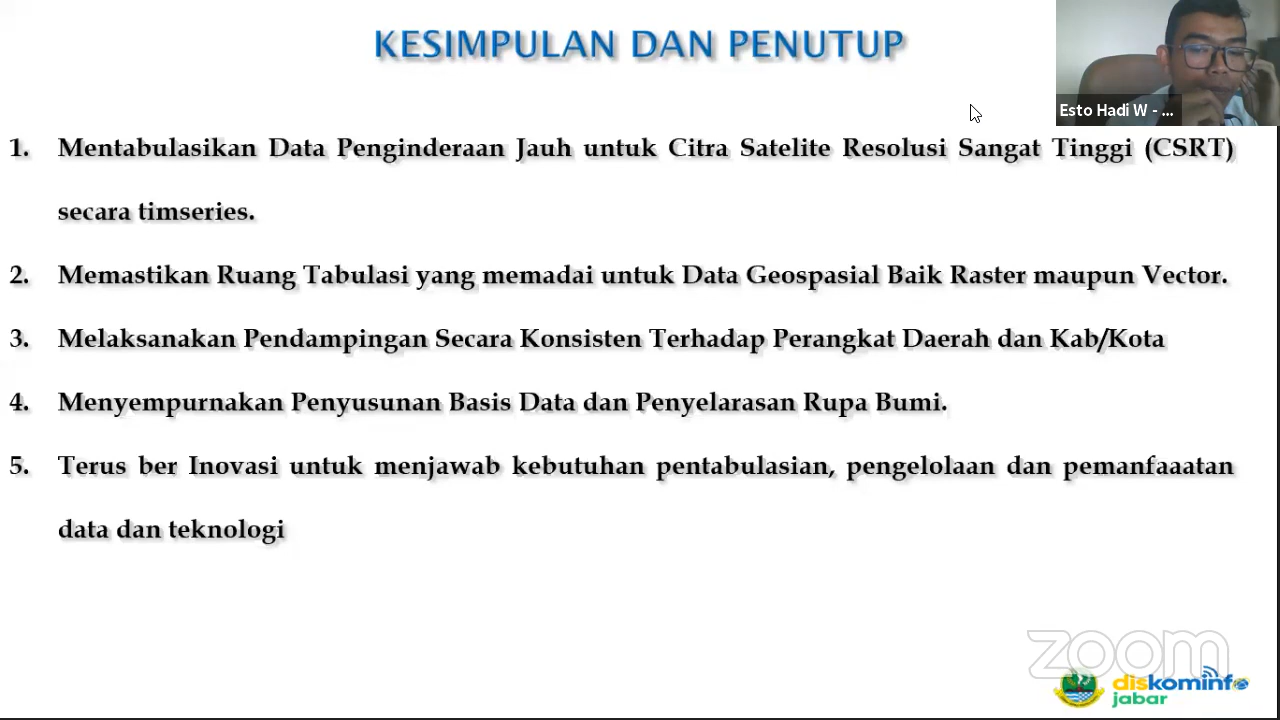 KESIMPULAN DAN PENUTUP
Esto Hadi W - ...
1. Mentabulasikan Data Penginderaan Jauh untuk Citra Satelite Resolusi Sangat Tinggi (CSRT)
secara timseries.
2. Memastikan Ruang Tabulasi yang memadai untuk Data Geospasial Baik Raster maupun Vector.
3. Melaksanakan Pendampingan Secara Konsisten Terhadap Perangkat Daerah dan Kab/Kota
4. Menyempurnakan Penyusunan Basis Data dan Penyelarasan Rupa Bumi.
5. Terus ber Inovasi untuk menjawab kebutuhan pentabulasian, pengelolaan dan pemanfaaatan
data dan teknologi
zoom
diskominfo
jabar